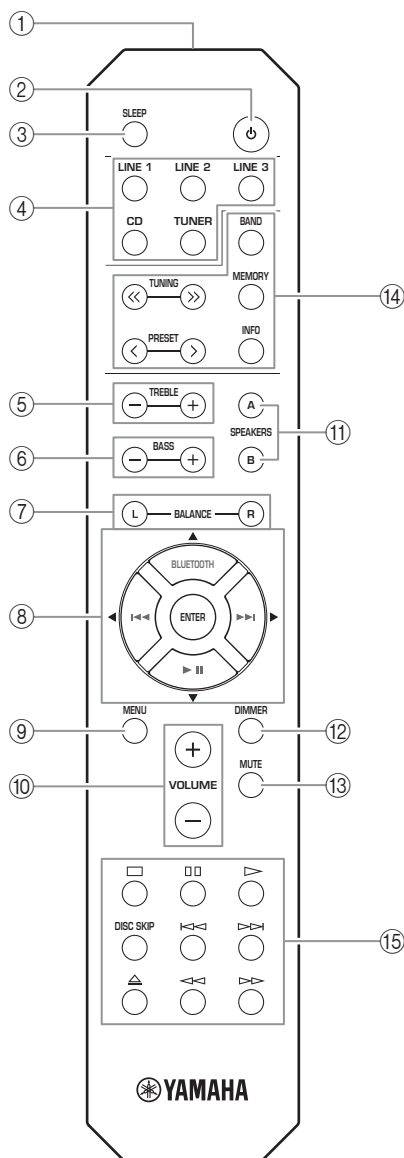 ①
②
SLEEP
③
LINE 1 LINE 2 LINE 3
④
CD TUNER BAND
TUNING MEMORY
⑭
PRESET INFO
⑤ TREBLE A
SPEAKERS ⑪
⑥ BASS B
⑦ L BALANCE R
BLUETOOTH
⑧ ENTER
MENU DIMMER
⑨ ⑫
MUTE
⑩ VOLUME ⑬
DISC SKIP ⑮
YAMAHA